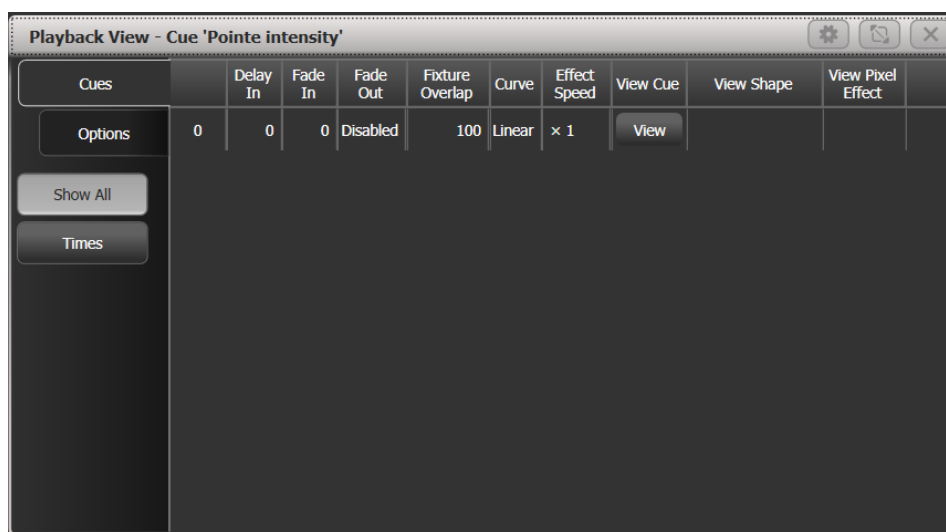 Playback View - Cue 'Pointe intensity'
Cues
Delay In
Fade In
Fade Out
Fixture Overlap
Curve
Effect Speed
View Cue
View Shape
View Pixel Effect
Options
0 0 0 Disabled 100 Linear × 1 View
Show All
Times